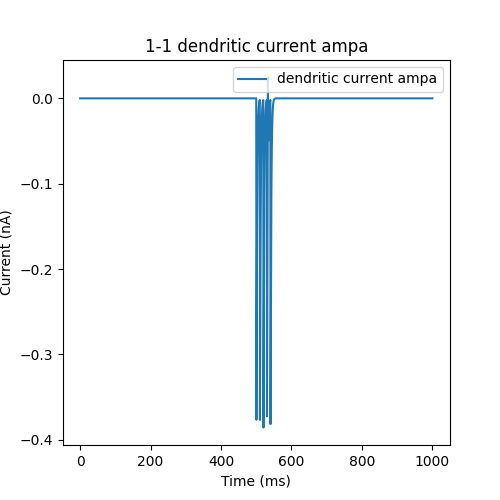 1-1 dendritic current ampa
dendritic current ampa
0.0
−0.1
−0.2
−0.3
−0.4
Current (nA)
0 200 400 600 800 1000
Time (ms)